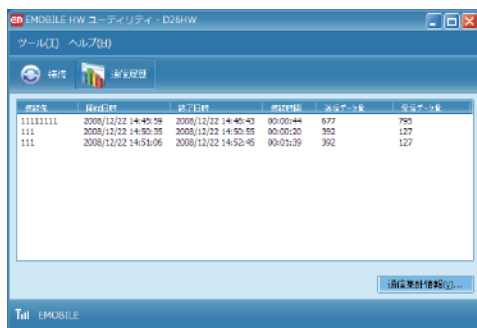 EMOBILE HW ユーティリティ - D26HW
ツール(T) ヘルプ(H)
接続 通信履歴
接続先 開始日時 終了日時 接続時間 送信データ量 受信データ量
11111111 2008/12/22 14:45:59 2008/12/22 14:46:43 00:00:44 677 795
111 2008/12/22 14:50:35 2008/12/22 14:50:55 00:00:20 392 127
111 2008/12/22 14:51:06 2008/12/22 14:52:45 00:01:39 392 127
通信集計情報(V)...
EMOBILE